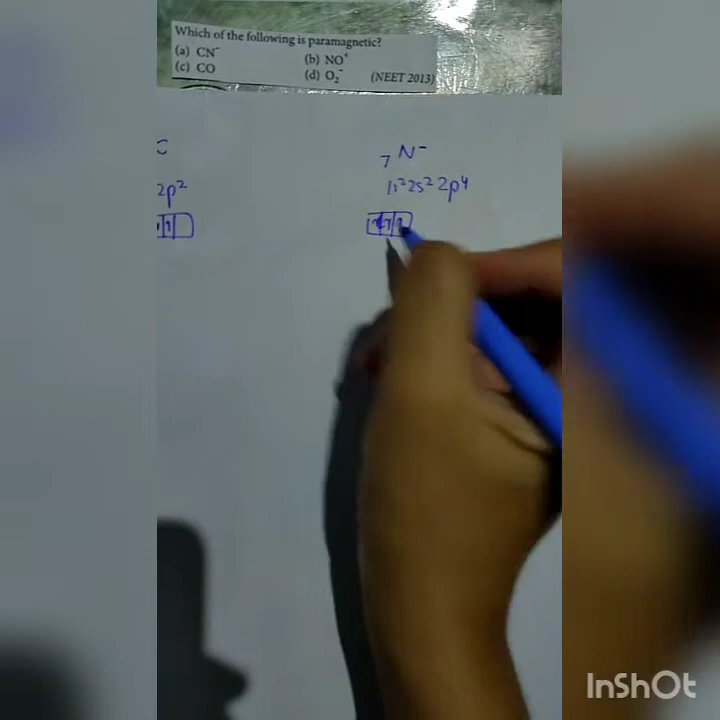 Which of the following is paramagnetic?
(a) CN⁻ (b) NO⁺
(c) CO (d) O₂⁻ (NEET 2013)
C ₇N⁻
2p² 1s²2s²2p⁴
InShOt